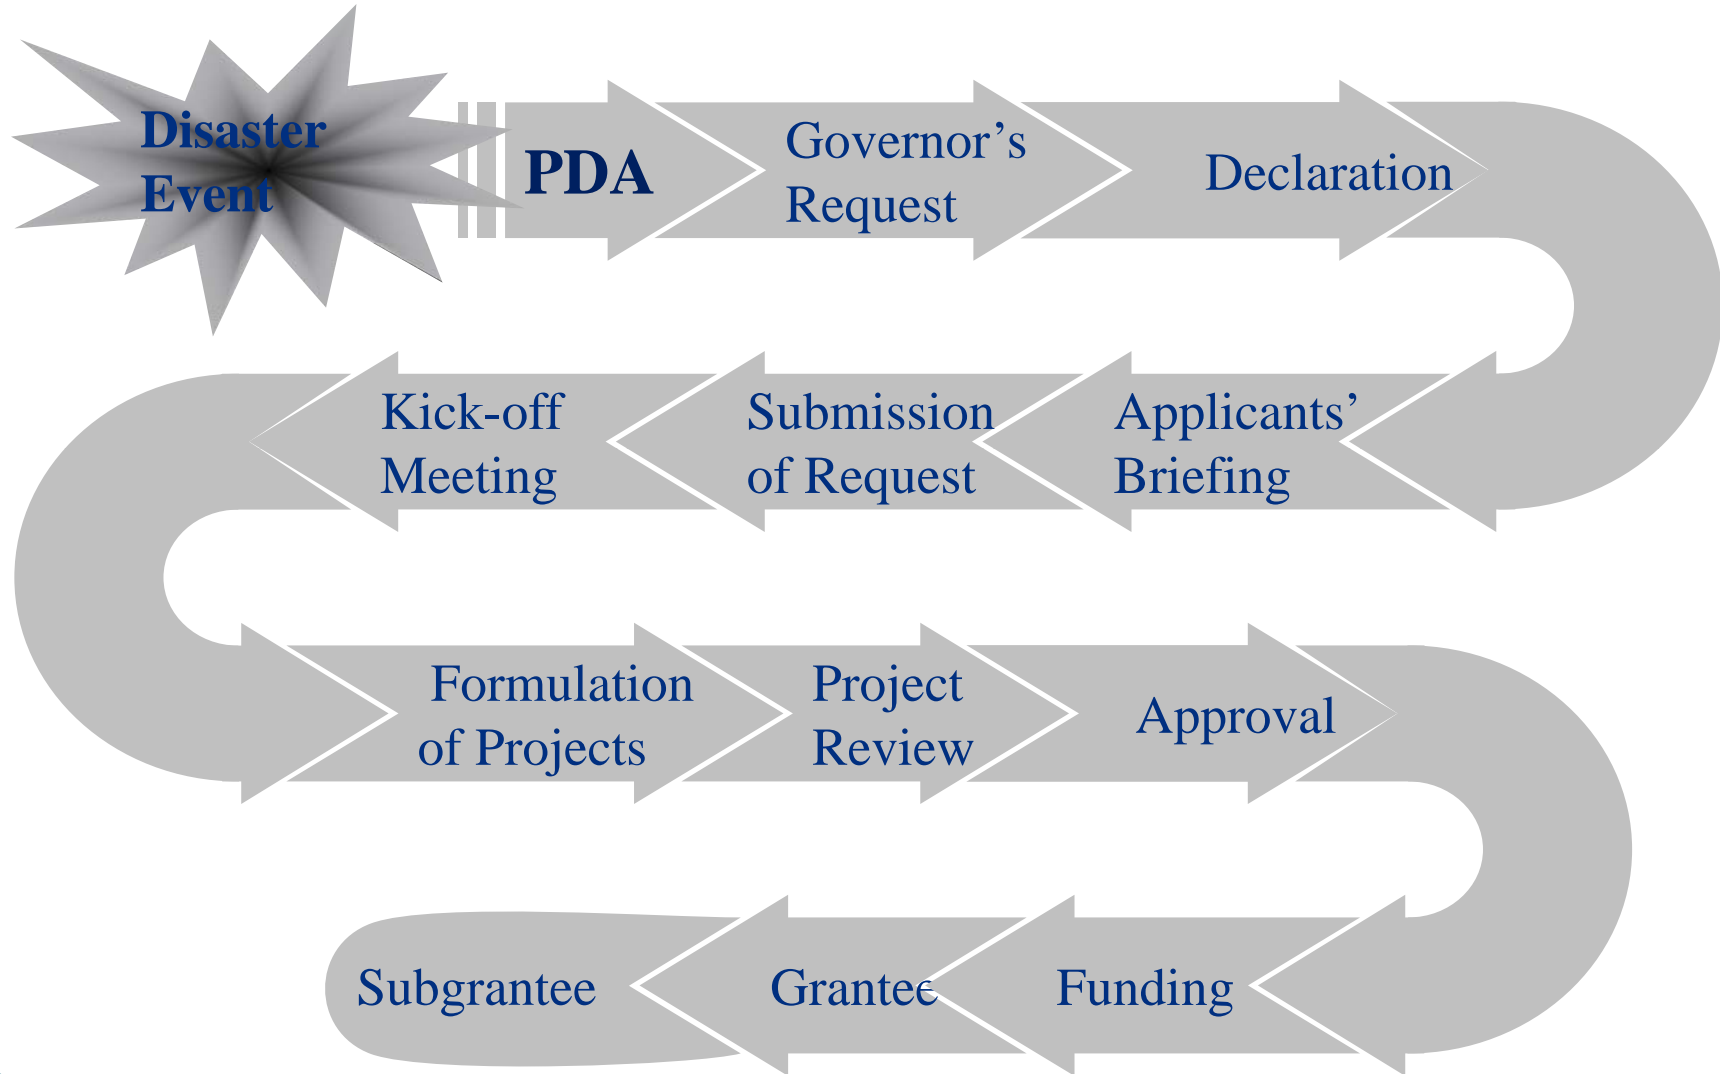 Disaster
Event
PDA
Governor’s
Request
Declaration
Applicants’
Briefing
Submission
of Request
Kick-off
Meeting
Formulation
of Projects
Project
Review
Approval
Funding
Grantee
Subgrantee